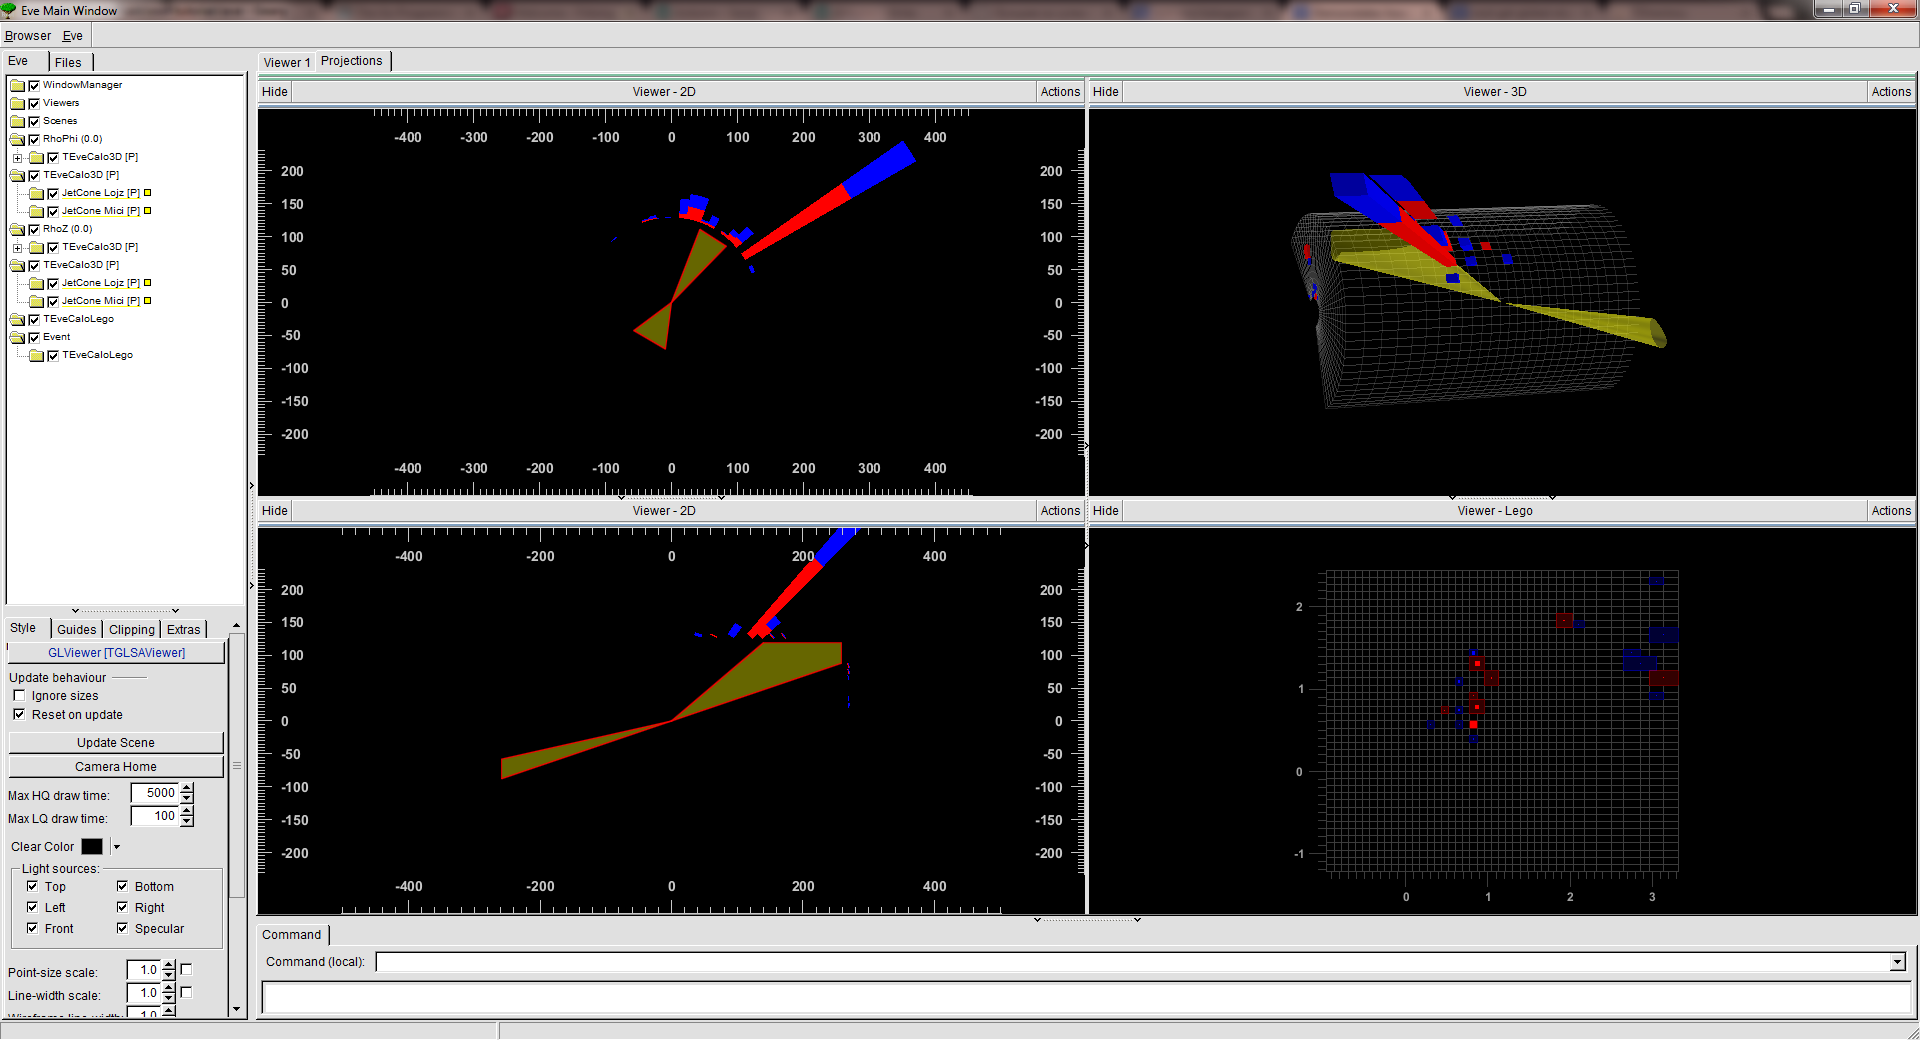 Eve Main Window
Browser Eve
Eve Files
WindowManager
Viewers
Scenes
RhoPhi (0.0)
TEveCalo3D [P]
TEveCalo3D [P]
JetCone Lojz [P]
JetCone Mici [P]
RhoZ (0.0)
TEveCalo3D [P]
TEveCalo3D [P]
JetCone Lojz [P]
JetCone Mici [P]
TEveCaloLego
Event
TEveCaloLego
Style Guides Clipping Extras
GLViewer [TGLSAViewer]
Update behaviour
Ignore sizes
Reset on update
Update Scene
Camera Home
Max HQ draw time: 5000
Max LQ draw time: 100
Clear Color
Light sources:
Top Bottom
Left Right
Front Specular
Point-size scale: 1.0
Line-width scale: 1.0
Wireframe line-width: 1.0
Viewer 1 Projections
Hide Viewer - 2D Actions
-400 -300 -200 -100 0 100 200 300 400
200 200
150 150
100 100
50 50
0 0
-50 -50
-100 -100
-150 -150
-200 -200
-400 -300 -200 -100 0 100 200 300 400
Hide Viewer - 3D Actions
Hide Viewer - 2D Actions
-400 -200 0 200 400
200 200
150 150
100 100
50 50
0 0
-50 -50
-100 -100
-150 -150
-200 -200
-400 -200 0 200 400
Hide Viewer - Lego Actions
2
1
0
-1
0 1 2 3
Command
Command (local):